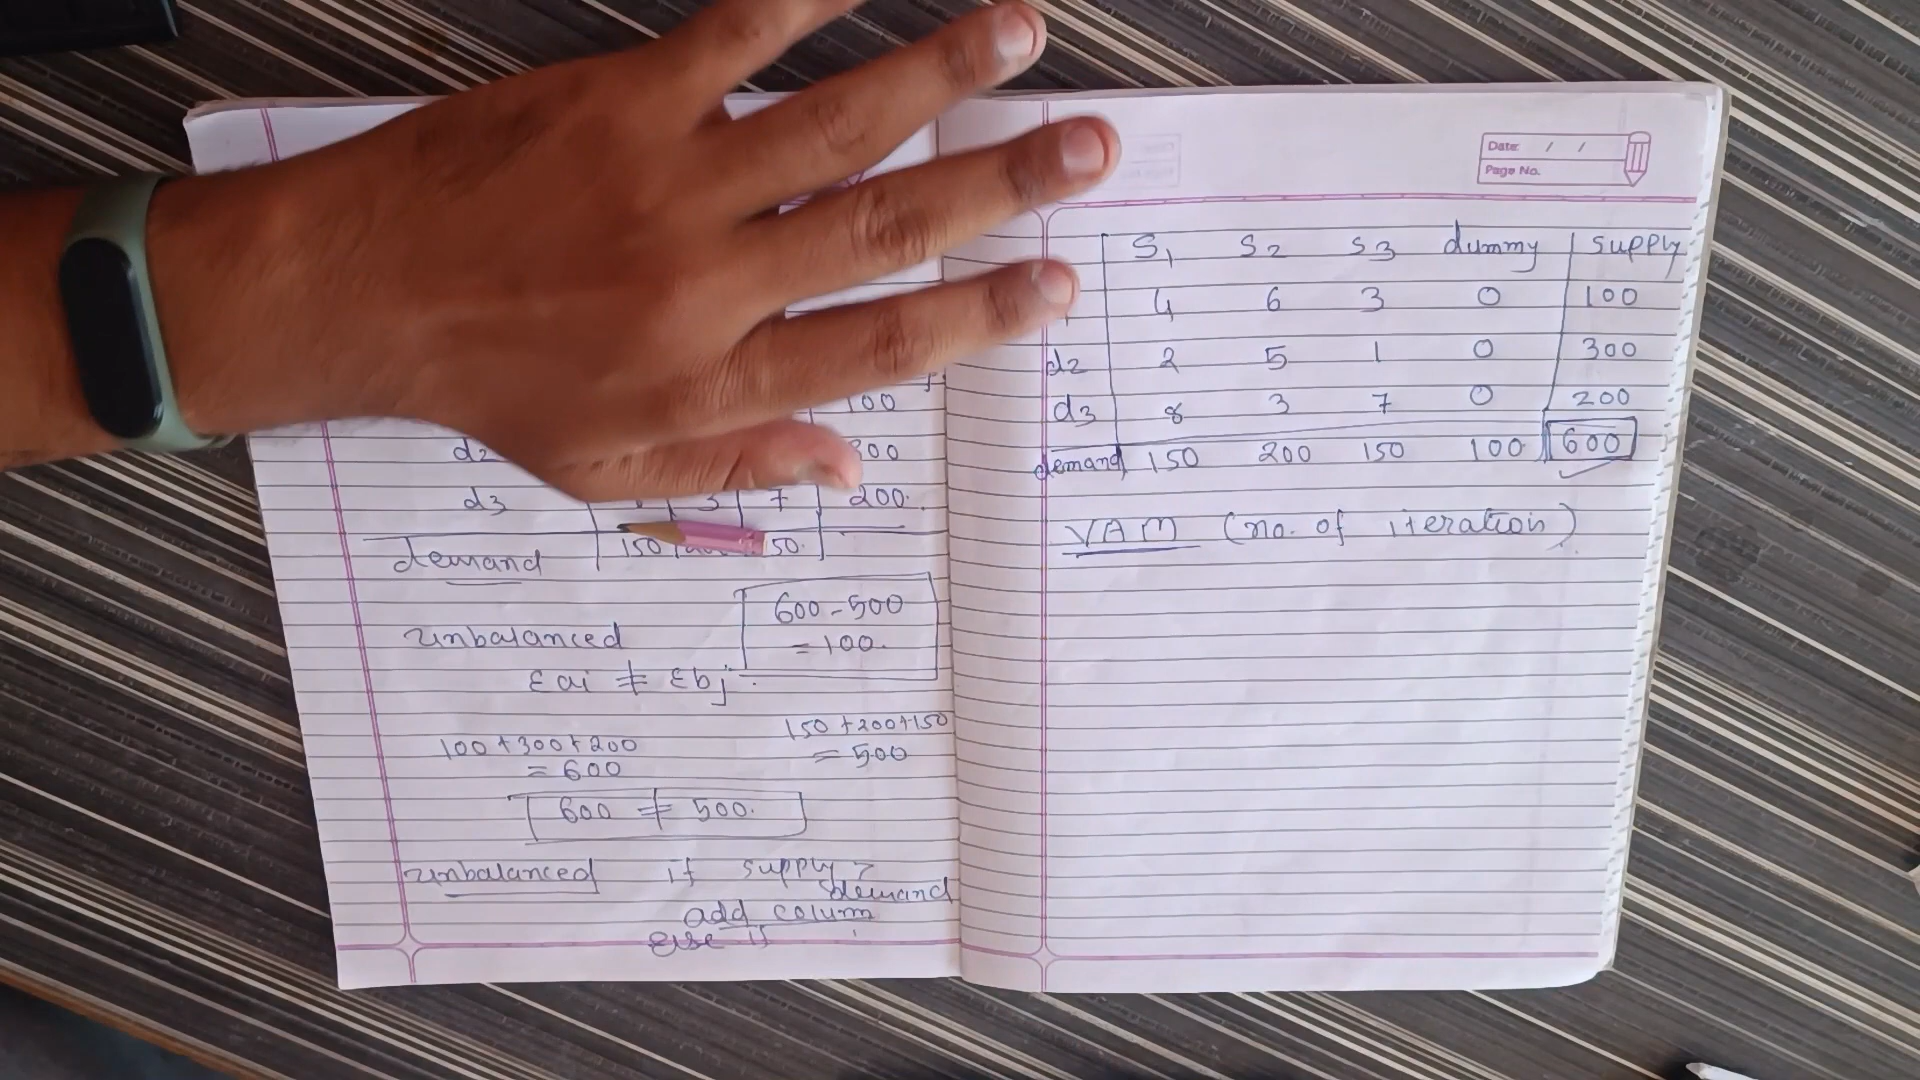 100
d2 300
d3 3 7 200.
demand 150 50.
unbalanced
600-500
= 100.
Σai ≠ Σbj.
100+300+200
= 600
150+200+150
= 500
600 ≠ 500.
unbalanced if supply >
demand
add column
else if
Date: / /
Page No.
S1 S2 S3 dummy supply
4 6 3 0 100
d2 2 5 1 0 300
d3 8 3 7 0 200
demand 150 200 150 100 600
VAM (no. of iteration)